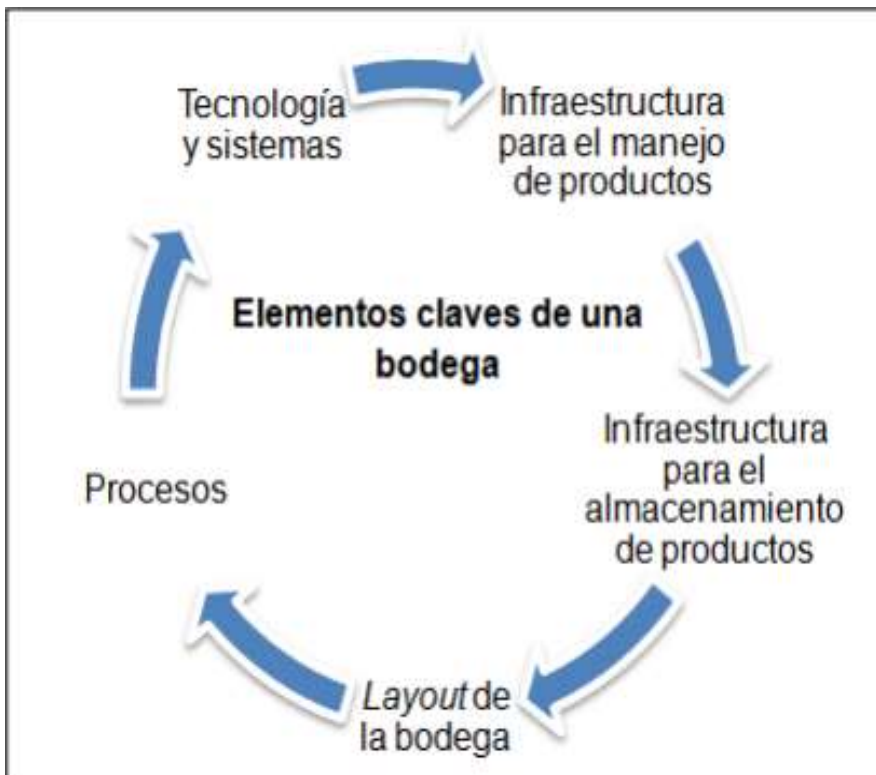 Tecnología
y sistemas
Infraestructura
para el manejo
de productos
Elementos claves de una
bodega
Infraestructura
para el
almacenamiento
de productos
Procesos
Layout de
la bodega